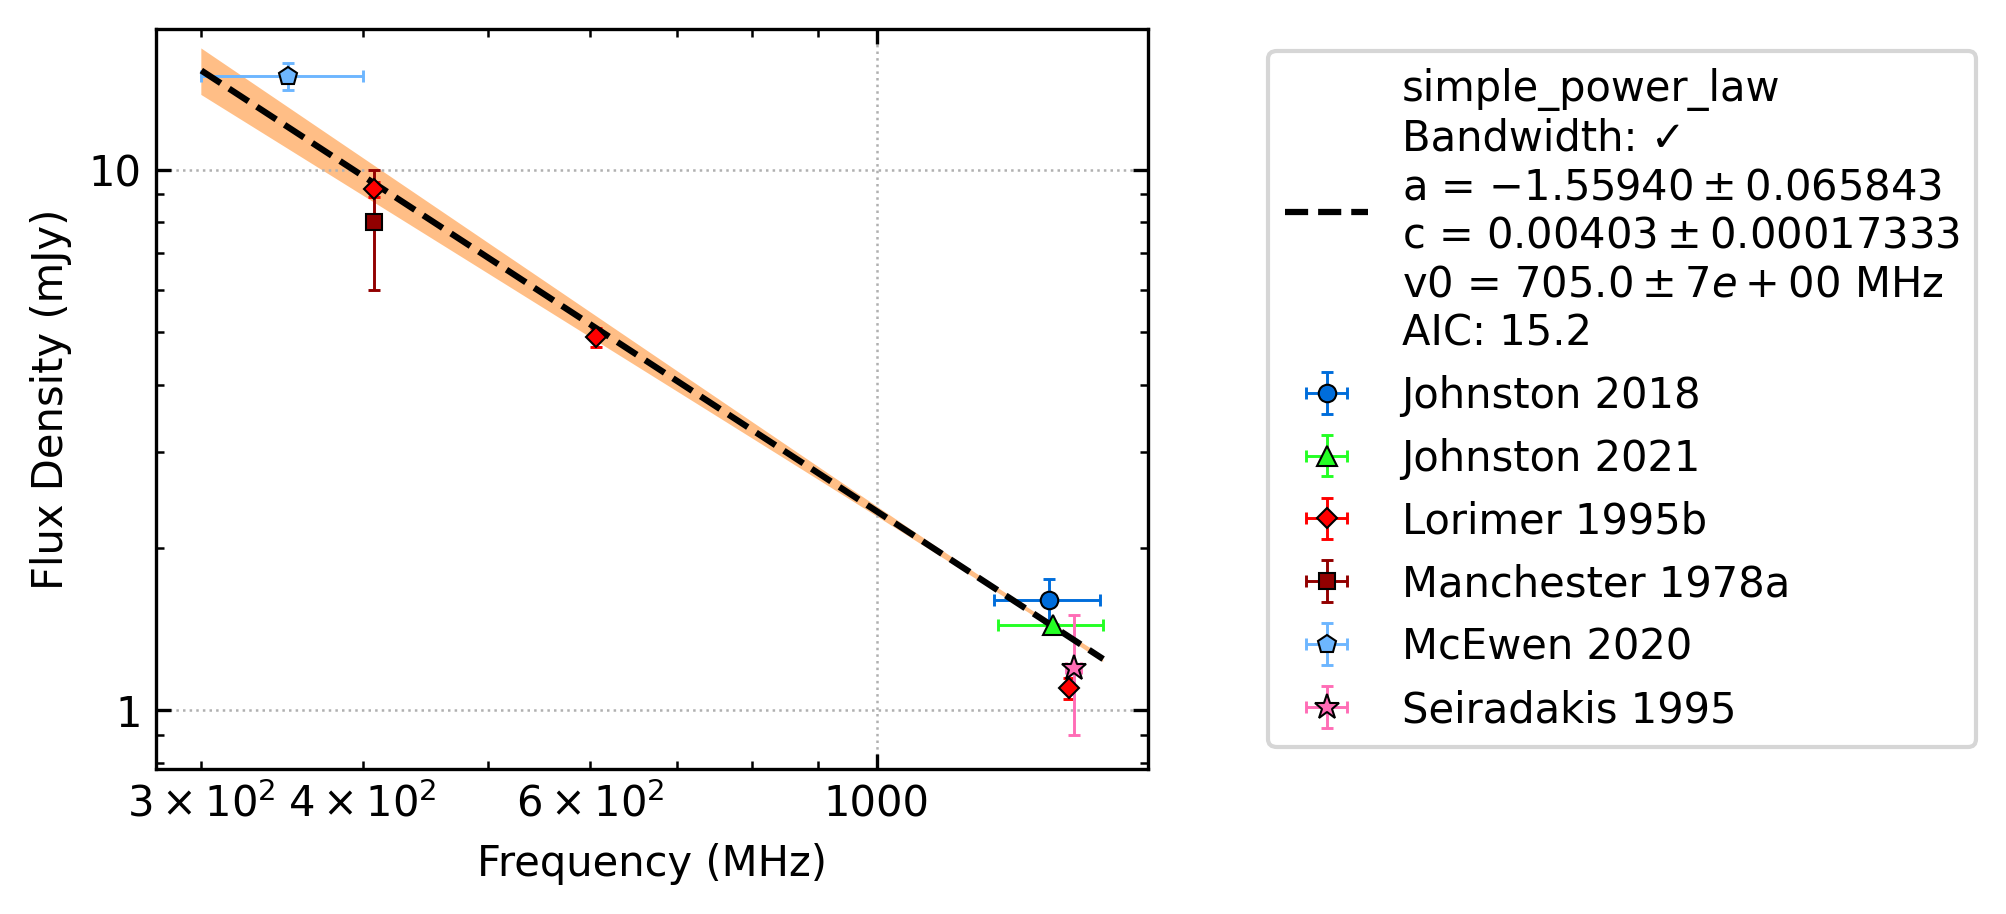 10
1
Flux Density (mJy)
3 × 10² 4 × 10² 6 × 10² 1000
Frequency (MHz)
simple_power_law
Bandwidth: ✓
a = −1.55940 ± 0.065843
c = 0.00403 ± 0.00017333
v0 = 705.0 ± 7e + 00 MHz
AIC: 15.2
Johnston 2018
Johnston 2021
Lorimer 1995b
Manchester 1978a
McEwen 2020
Seiradakis 1995